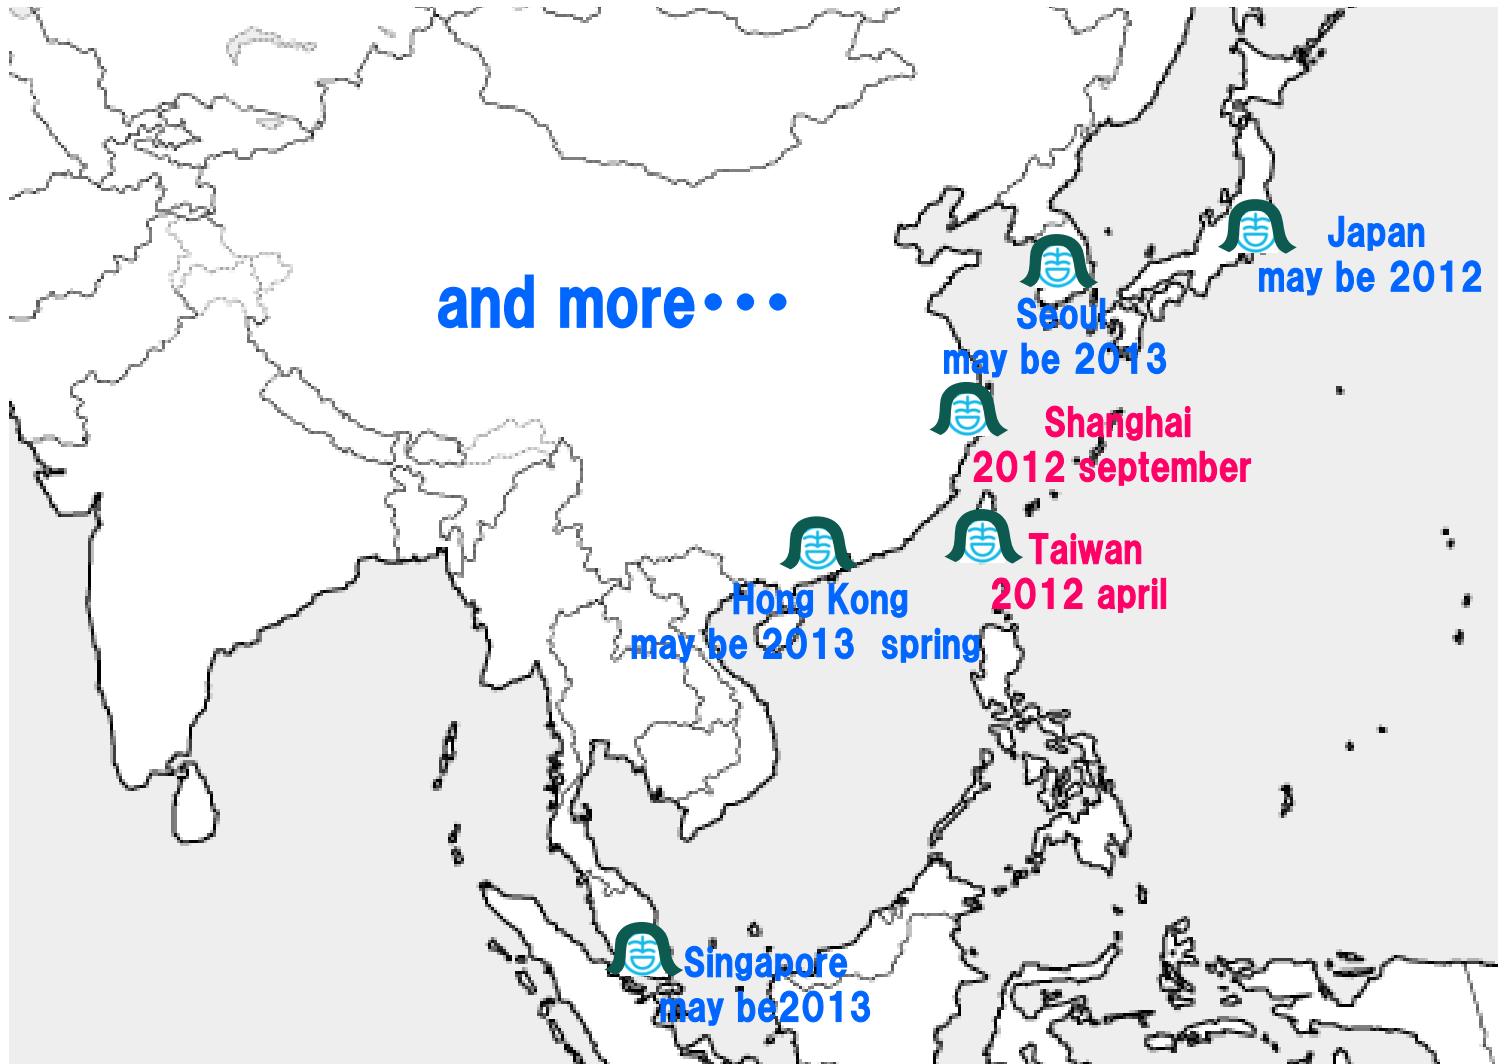 Japan
may be 2012
and more・・・
Seoul
may be 2013
Shanghai
2012 september
Taiwan
2012 april
Hong Kong
may be 2013 spring
Singapore
may be2013